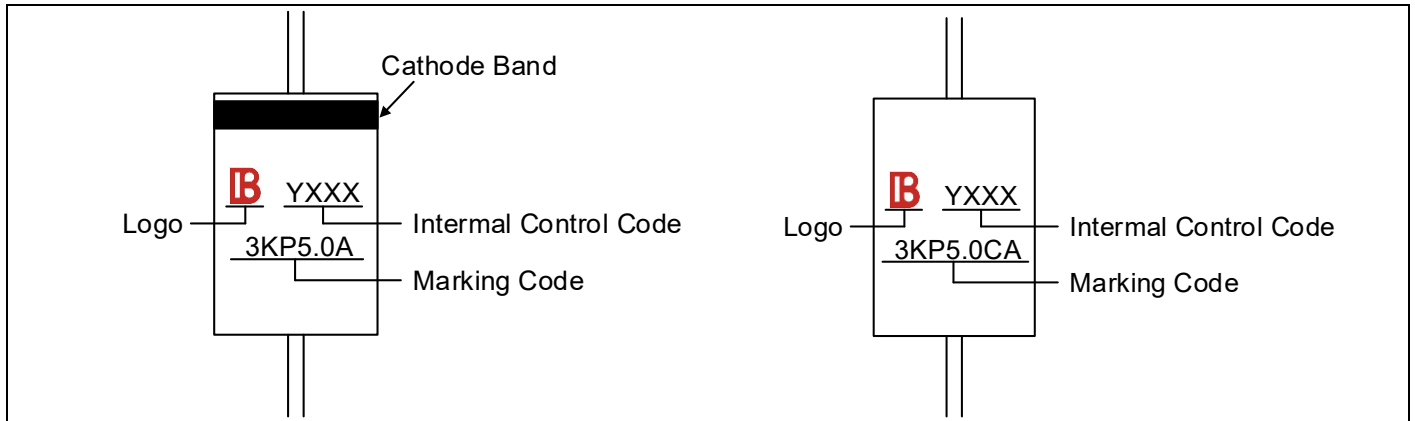 Cathode Band
B YXXX
Logo
Intermal Control Code
3KP5.0A
Marking Code
B YXXX
Logo
Intermal Control Code
3KP5.0CA
Marking Code